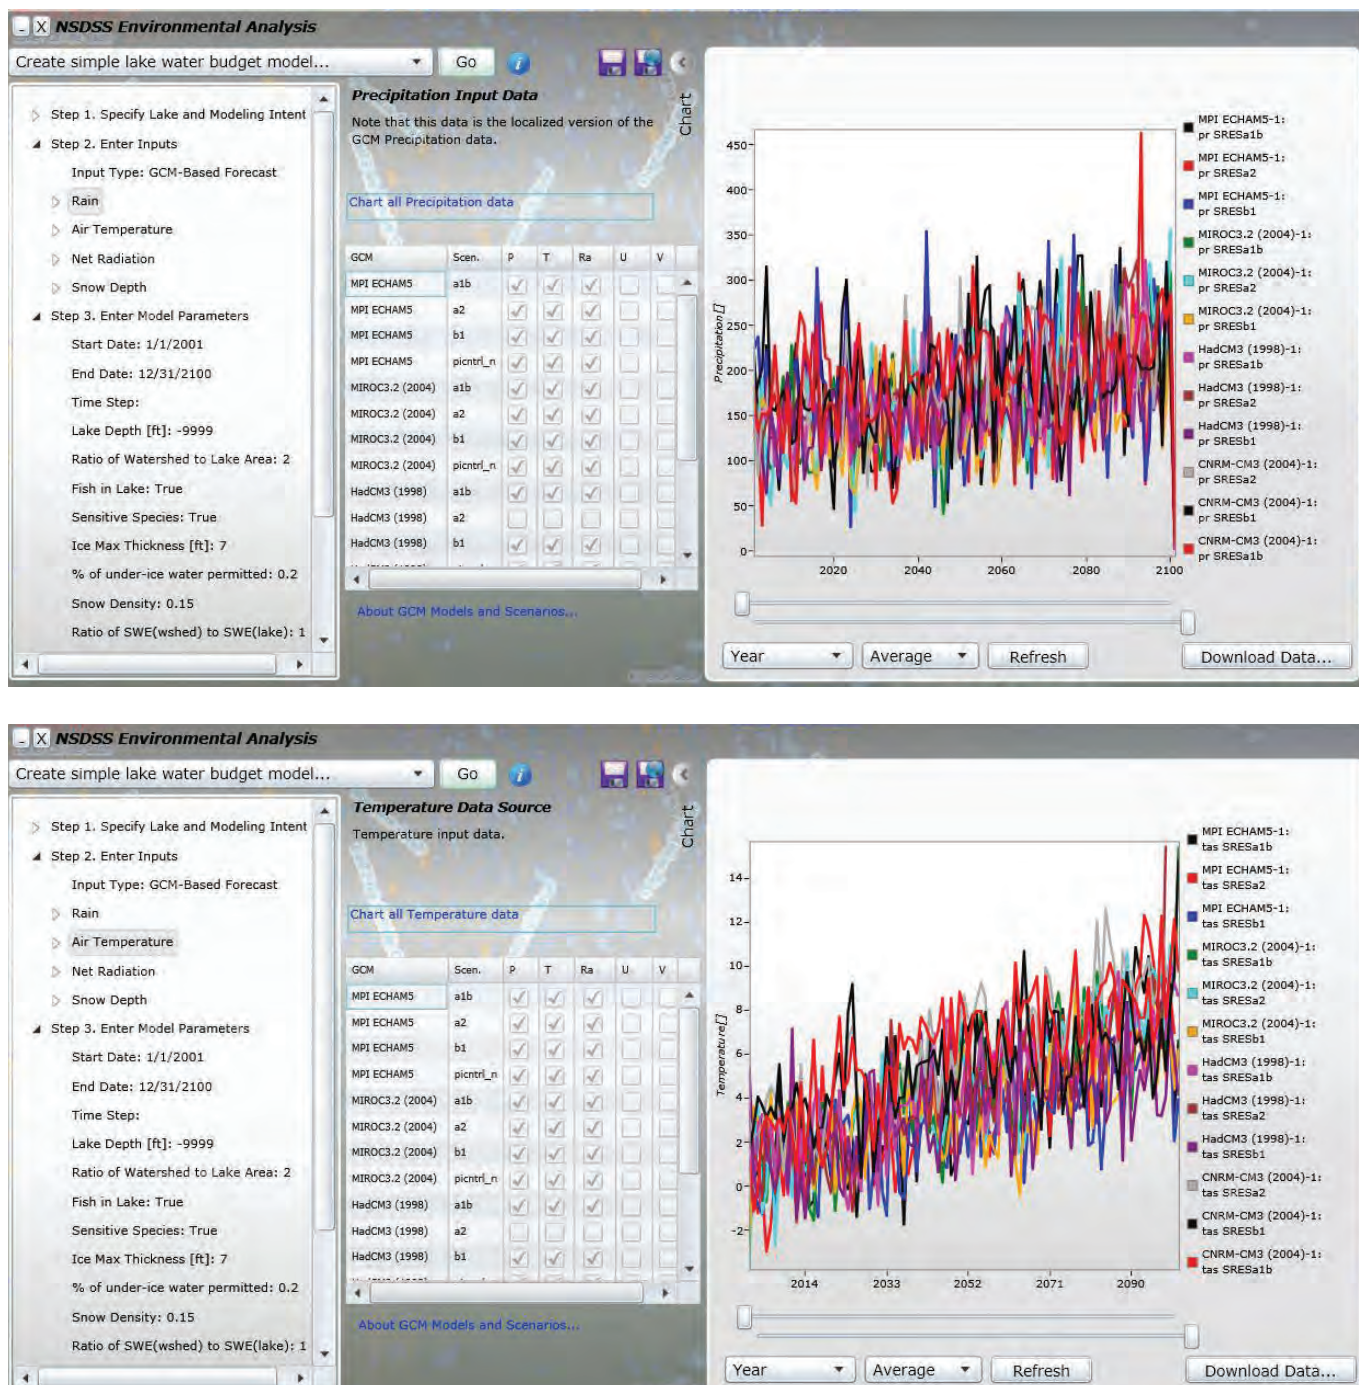 - X NSDSS Environmental Analysis
Create simple lake water budget model... Go i
Step 1. Specify Lake and Modeling Intent
Step 2. Enter Inputs
Input Type: GCM-Based Forecast
Rain
Air Temperature
Net Radiation
Snow Depth
Step 3. Enter Model Parameters
Start Date: 1/1/2001
End Date: 12/31/2100
Time Step:
Lake Depth [ft]: -9999
Ratio of Watershed to Lake Area: 2
Fish in Lake: True
Sensitive Species: True
Ice Max Thickness [ft]: 7
% of under-ice water permitted: 0.2
Snow Density: 0.15
Ratio of SWE(wshed) to SWE(lake): 1
Precipitation Input Data
Note that this data is the localized version of the
GCM Precipitation data.
Chart all Precipitation data
GCM Scen. P T Ra U V
MPI ECHAM5 a1b
MPI ECHAM5 a2
MPI ECHAM5 b1
MPI ECHAM5 picntrl_n
MIROC3.2 (2004) a1b
MIROC3.2 (2004) a2
MIROC3.2 (2004) b1
MIROC3.2 (2004) picntrl_n
HadCM3 (1998) a1b
HadCM3 (1998) a2
HadCM3 (1998) b1
About GCM Models and Scenarios...
Chart
Precipitation[]
450
400
350
300
250
200
150
100
50
0
2020 2040 2060 2080 2100
MPI ECHAM5-1:
pr SRESa1b
MPI ECHAM5-1:
pr SRESa2
MPI ECHAM5-1:
pr SRESb1
MIROC3.2 (2004)-1:
pr SRESa1b
MIROC3.2 (2004)-1:
pr SRESa2
MIROC3.2 (2004)-1:
pr SRESb1
HadCM3 (1998)-1:
pr SRESa1b
HadCM3 (1998)-1:
pr SRESa2
HadCM3 (1998)-1:
pr SRESb1
CNRM-CM3 (2004)-1:
pr SRESa2
CNRM-CM3 (2004)-1:
pr SRESb1
CNRM-CM3 (2004)-1:
pr SRESa1b
Year Average Refresh Download Data...
- X NSDSS Environmental Analysis
Create simple lake water budget model... Go i
Step 1. Specify Lake and Modeling Intent
Step 2. Enter Inputs
Input Type: GCM-Based Forecast
Rain
Air Temperature
Net Radiation
Snow Depth
Step 3. Enter Model Parameters
Start Date: 1/1/2001
End Date: 12/31/2100
Time Step:
Lake Depth [ft]: -9999
Ratio of Watershed to Lake Area: 2
Fish in Lake: True
Sensitive Species: True
Ice Max Thickness [ft]: 7
% of under-ice water permitted: 0.2
Snow Density: 0.15
Ratio of SWE(wshed) to SWE(lake): 1
Temperature Data Source
Temperature input data.
Chart all Temperature data
GCM Scen. P T Ra U V
MPI ECHAM5 a1b
MPI ECHAM5 a2
MPI ECHAM5 b1
MPI ECHAM5 picntrl_n
MIROC3.2 (2004) a1b
MIROC3.2 (2004) a2
MIROC3.2 (2004) b1
MIROC3.2 (2004) picntrl_n
HadCM3 (1998) a1b
HadCM3 (1998) a2
HadCM3 (1998) b1
About GCM Models and Scenarios...
Chart
Temperature[]
14
12
10
8
6
4
2
0
-2
2014 2033 2052 2071 2090
MPI ECHAM5-1:
tas SRESa1b
MPI ECHAM5-1:
tas SRESa2
MPI ECHAM5-1:
tas SRESb1
MIROC3.2 (2004)-1:
tas SRESa1b
MIROC3.2 (2004)-1:
tas SRESa2
MIROC3.2 (2004)-1:
tas SRESb1
HadCM3 (1998)-1:
tas SRESa1b
HadCM3 (1998)-1:
tas SRESa2
HadCM3 (1998)-1:
tas SRESb1
CNRM-CM3 (2004)-1:
tas SRESa2
CNRM-CM3 (2004)-1:
tas SRESb1
CNRM-CM3 (2004)-1:
tas SRESa1b
Year Average Refresh Download Data...